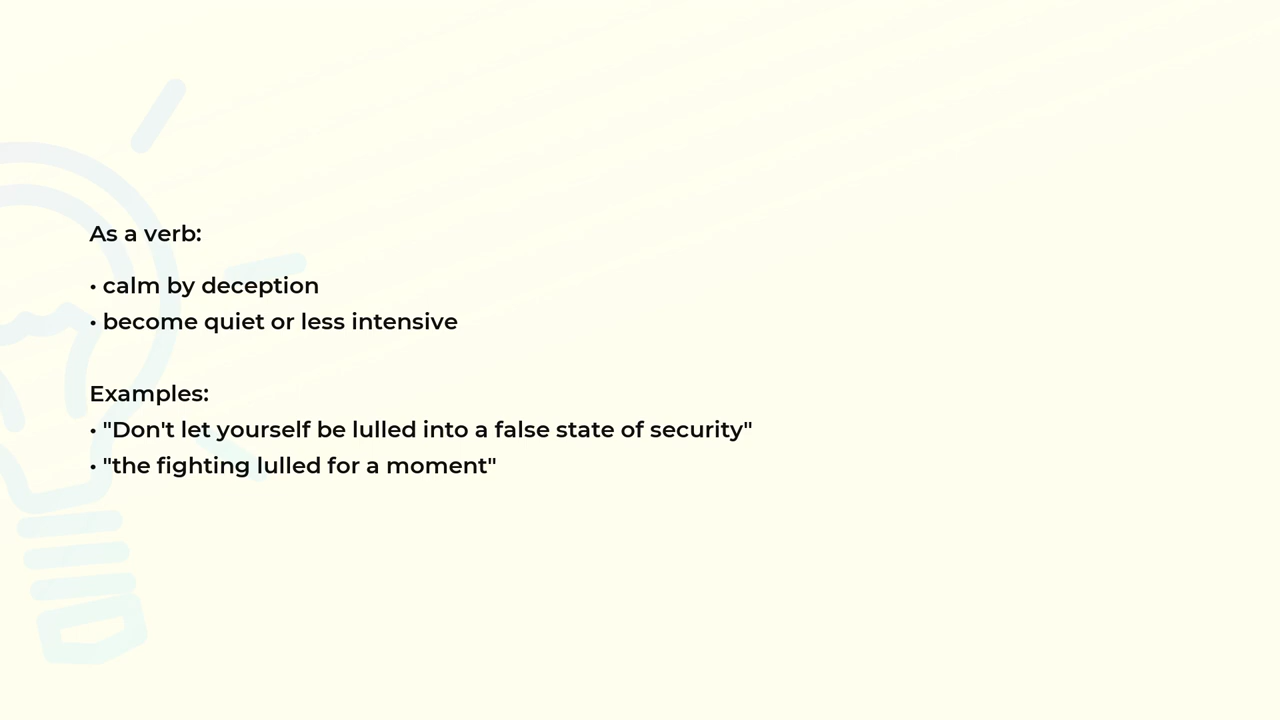 As a verb:
• calm by deception
• become quiet or less intensive
Examples:
• "Don't let yourself be lulled into a false state of security"
• "the fighting lulled for a moment"